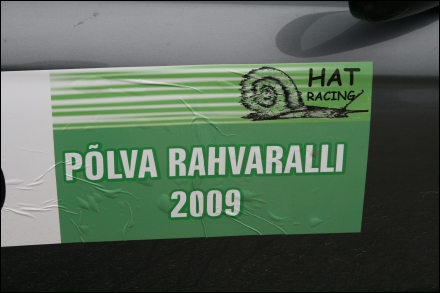 HAT
RACING
PÕLVA RAHVARALLI
2009